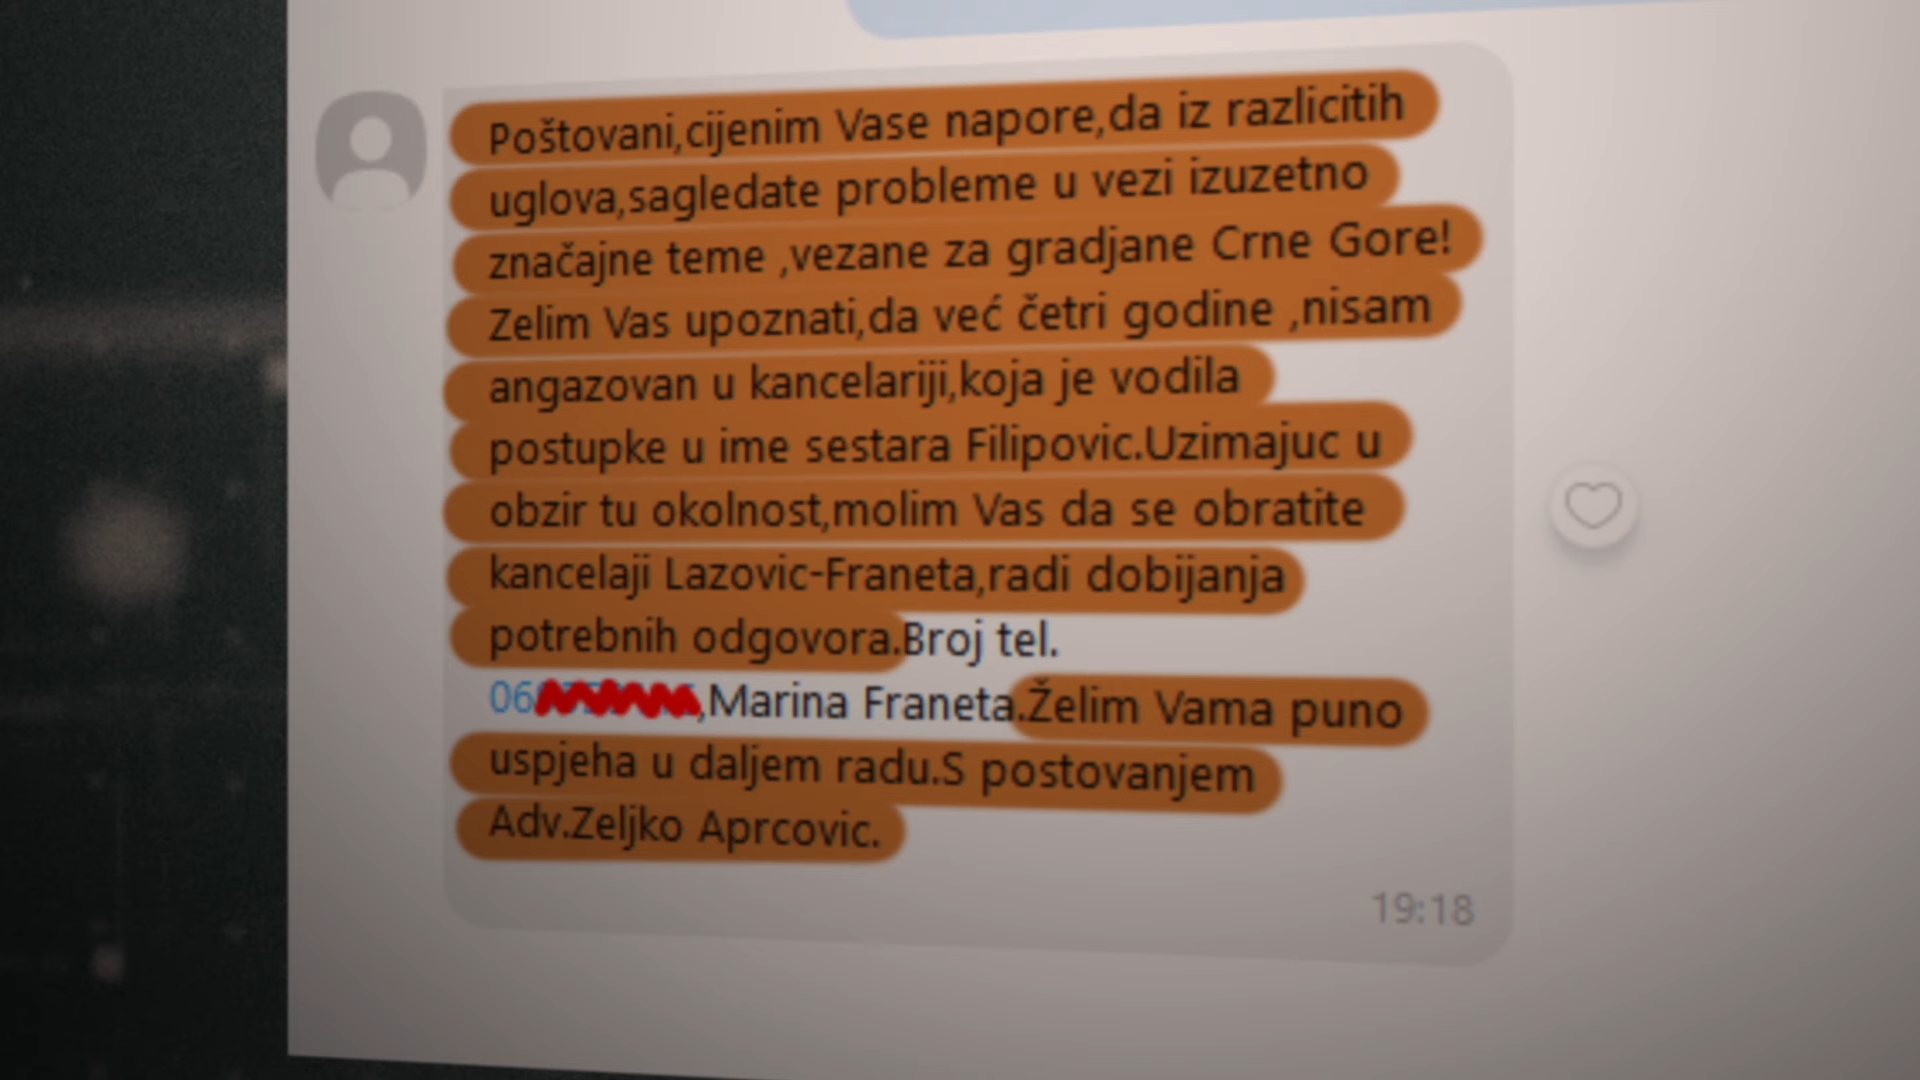 Poštovani,cijenim Vase napore,da iz razlicitih
uglova,sagledate probleme u vezi izuzetno
značajne teme ,vezane za gradjane Crne Gore!
Zelim Vas upoznati,da već četri godine ,nisam
angazovan u kancelariji,koja je vodila
postupke u ime sestara Filipovic.Uzimajuc u
obzir tu okolnost,molim Vas da se obratite
kancelaji Lazovic-Franeta,radi dobijanja
potrebnih odgovora.Broj tel.
06 ,Marina Franeta.Želim Vama puno
uspjeha u daljem radu.S postovanjem
Adv.Zeljko Aprcovic.
19:18